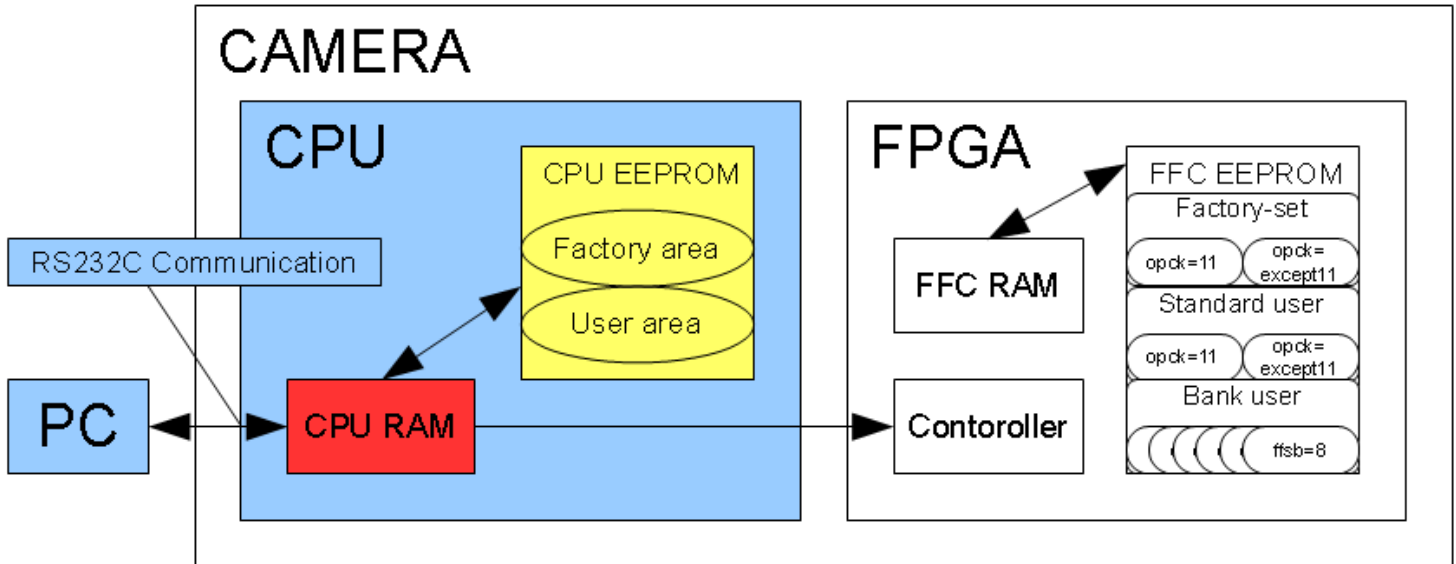 CAMERA
CPU
CPU EEPROM
Factory area
User area
RS232C Communication
PC
CPU RAM
FPGA
FFC RAM
Contoroller
FFC EEPROM
Factory-set
opck=11
opck=
except11
Standard user
opck=11
opck=
except11
Bank user
ffsb=8